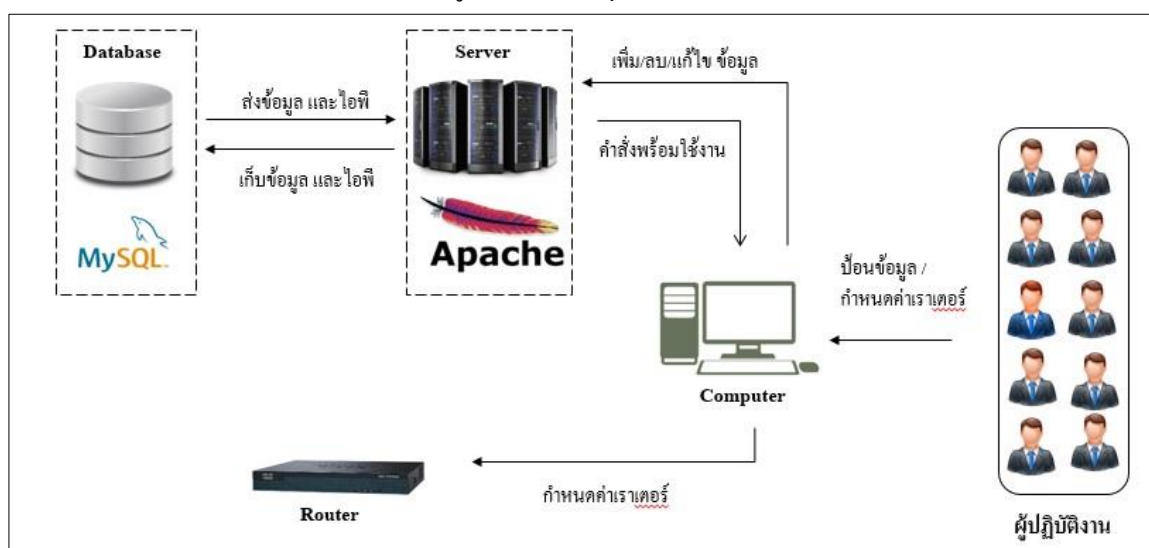 Database
Server
ส่งข้อมูล และไอพี
เก็บข้อมูล และไอพี
MySQL
Apache
เพิ่ม/ลบ/แก้ไข ข้อมูล
คำสั่งพร้อมใช้งาน
ป้อนข้อมูล /
กำหนดค่าเราเตอร์
Computer
กำหนดค่าเราเตอร์
Router
ผู้ปฏิบัติงาน